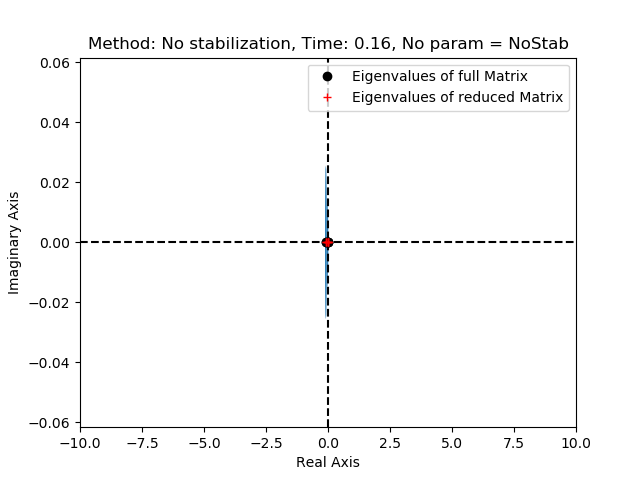 Method: No stabilization, Time: 0.16, No param = NoStab
Eigenvalues of full Matrix
Eigenvalues of reduced Matrix
0.06
0.04
0.02
0.00
−0.02
−0.04
−0.06
Imaginary Axis
−10.0 −7.5 −5.0 −2.5 0.0 2.5 5.0 7.5 10.0
Real Axis